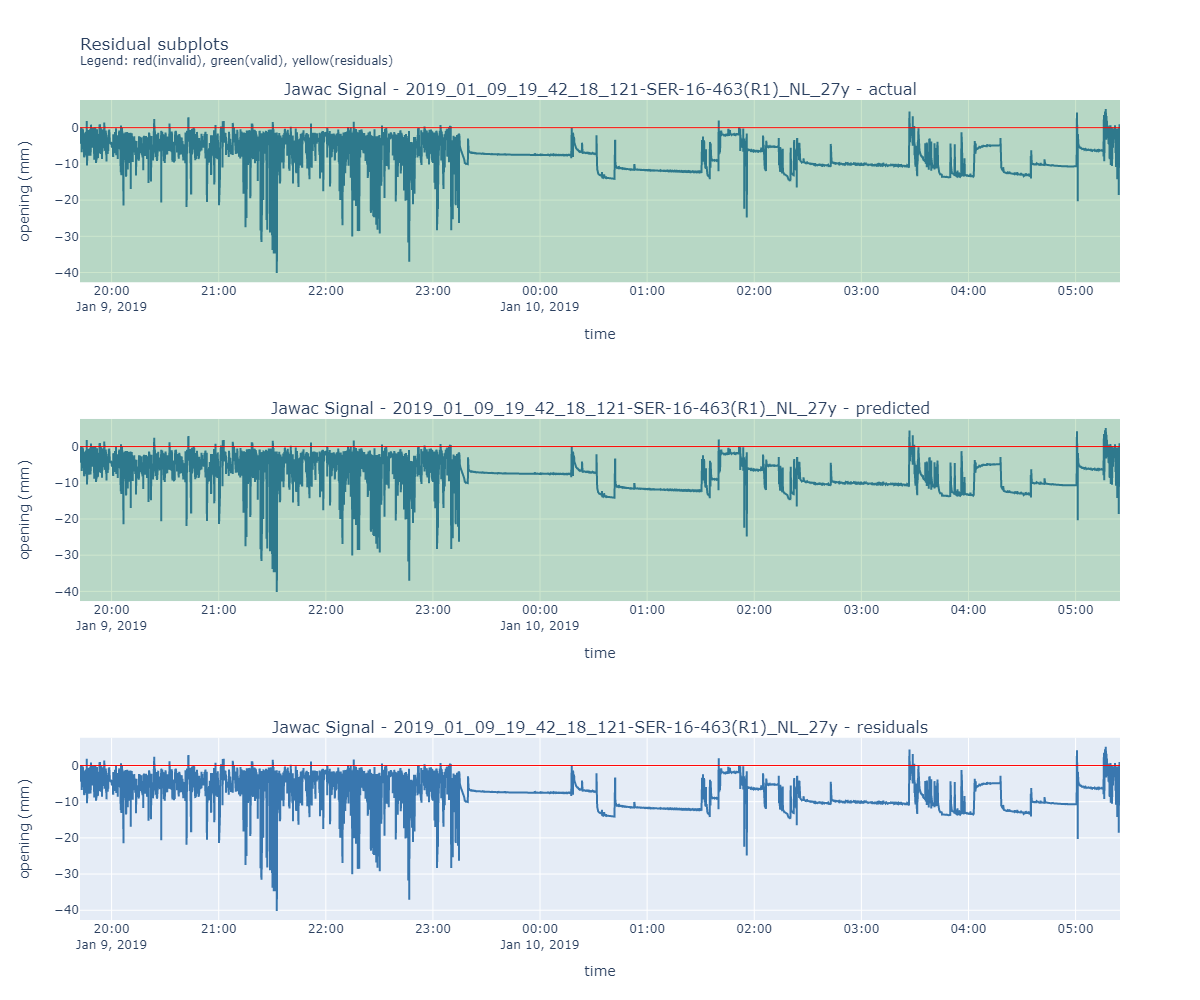 Residual subplots
Legend: red(invalid), green(valid), yellow(residuals)
Jawac Signal - 2019_01_09_19_42_18_121-SER-16-463(R1)_NL_27y - actual
opening (mm)
0
−10
−20
−30
−40
20:00 21:00 22:00 23:00 00:00 01:00 02:00 03:00 04:00 05:00
Jan 9, 2019 Jan 10, 2019
time
Jawac Signal - 2019_01_09_19_42_18_121-SER-16-463(R1)_NL_27y - predicted
opening (mm)
0
−10
−20
−30
−40
20:00 21:00 22:00 23:00 00:00 01:00 02:00 03:00 04:00 05:00
Jan 9, 2019 Jan 10, 2019
time
Jawac Signal - 2019_01_09_19_42_18_121-SER-16-463(R1)_NL_27y - residuals
opening (mm)
0
−10
−20
−30
−40
20:00 21:00 22:00 23:00 00:00 01:00 02:00 03:00 04:00 05:00
Jan 9, 2019 Jan 10, 2019
time